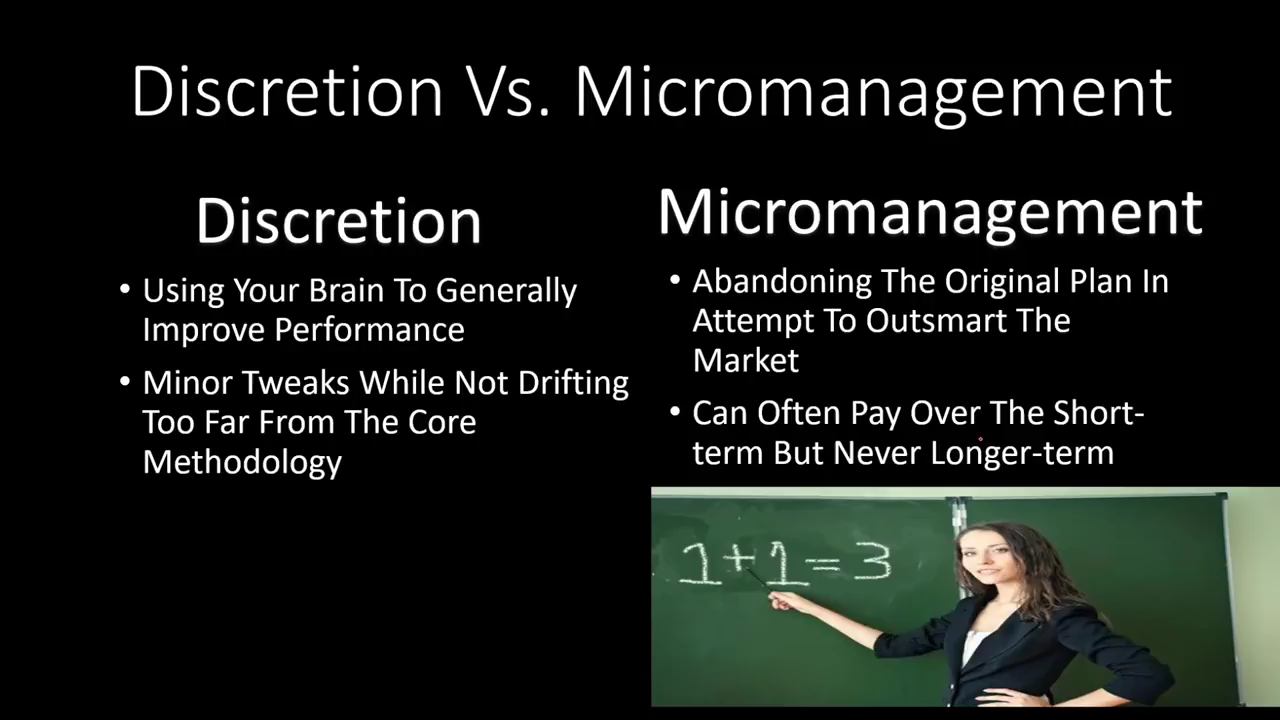 Discretion Vs. Micromanagement
Discretion
• Using Your Brain To Generally
Improve Performance
• Minor Tweaks While Not Drifting
Too Far From The Core
Methodology
Micromanagement
• Abandoning The Original Plan In
Attempt To Outsmart The
Market
• Can Often Pay Over The Short-
term But Never Longer-term
1+1=3